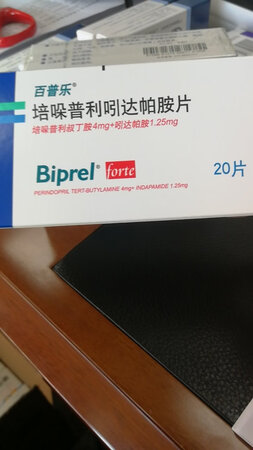 百普乐®
培哚普利吲达帕胺片
培哚普利叔丁胺4mg+吲达帕胺1.25mg
Biprel® forte
20片
PERINDOPRIL TERT-BUTYLAMINE 4mg+ INDAPAMIDE 1.25mg